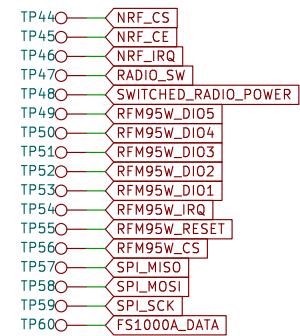 TP44 NRF_CS
TP45 NRF_CE
TP46 NRF_IRQ
TP47 RADIO_SW
TP48 SWITCHED_RADIO_POWER
TP49 RFM95W_DIO5
TP50 RFM95W_DIO4
TP51 RFM95W_DIO3
TP52 RFM95W_DIO2
TP53 RFM95W_DIO1
TP54 RFM95W_IRQ
TP55 RFM95W_RESET
TP56 RFM95W_CS
TP57 SPI_MISO
TP58 SPI_MOSI
TP59 SPI_SCK
TP60 FS1000A_DATA